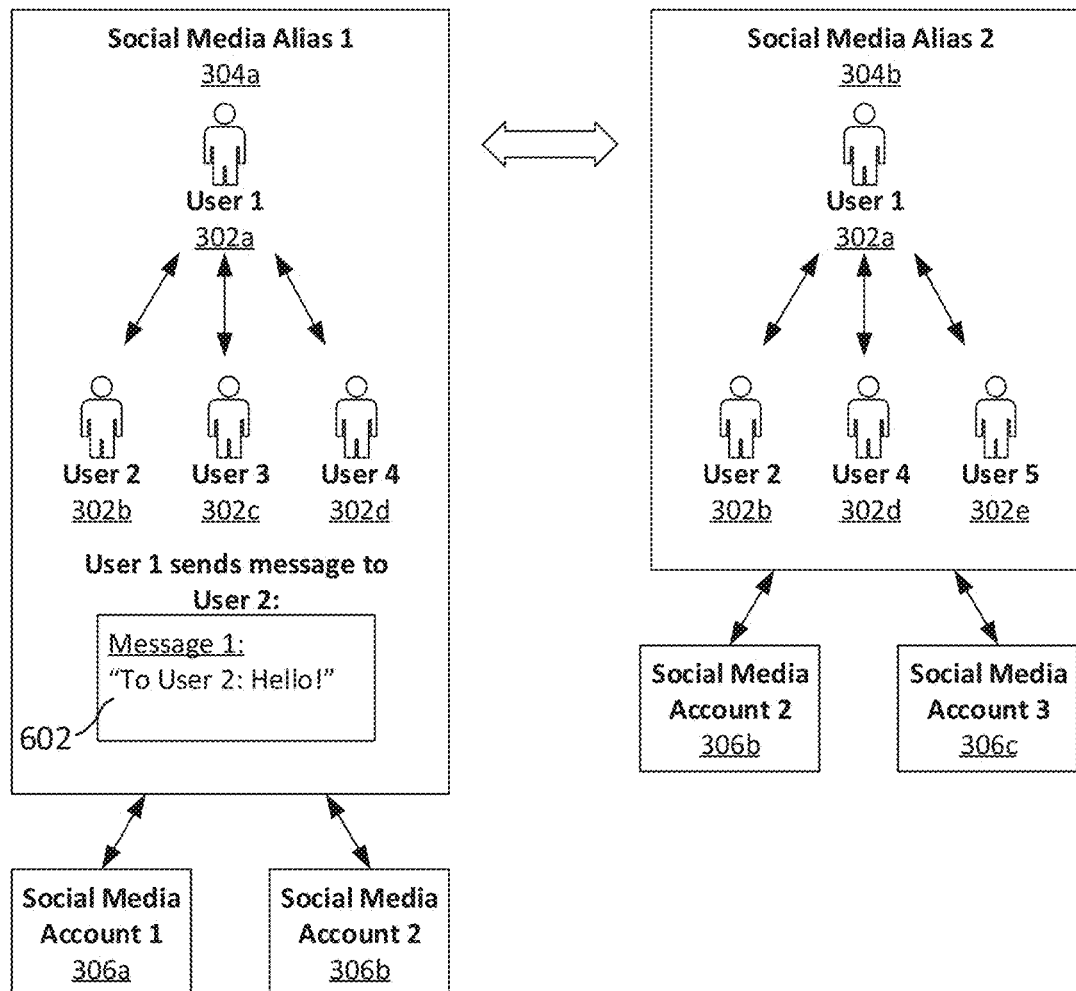 Social Media Alias 1
304a
User 1
302a
User 2
User 3
User 4
302b
302c
302d
User 1 sends message to
User 2:
Message 1:
“To User 2: Hello!”
602
Social Media
Account 1
306a
Social Media
Account 2
306b
Social Media Alias 2
304b
User 1
302a
User 2
User 4
User 5
302b
302d
302e
Social Media
Account 2
306b
Social Media
Account 3
306c